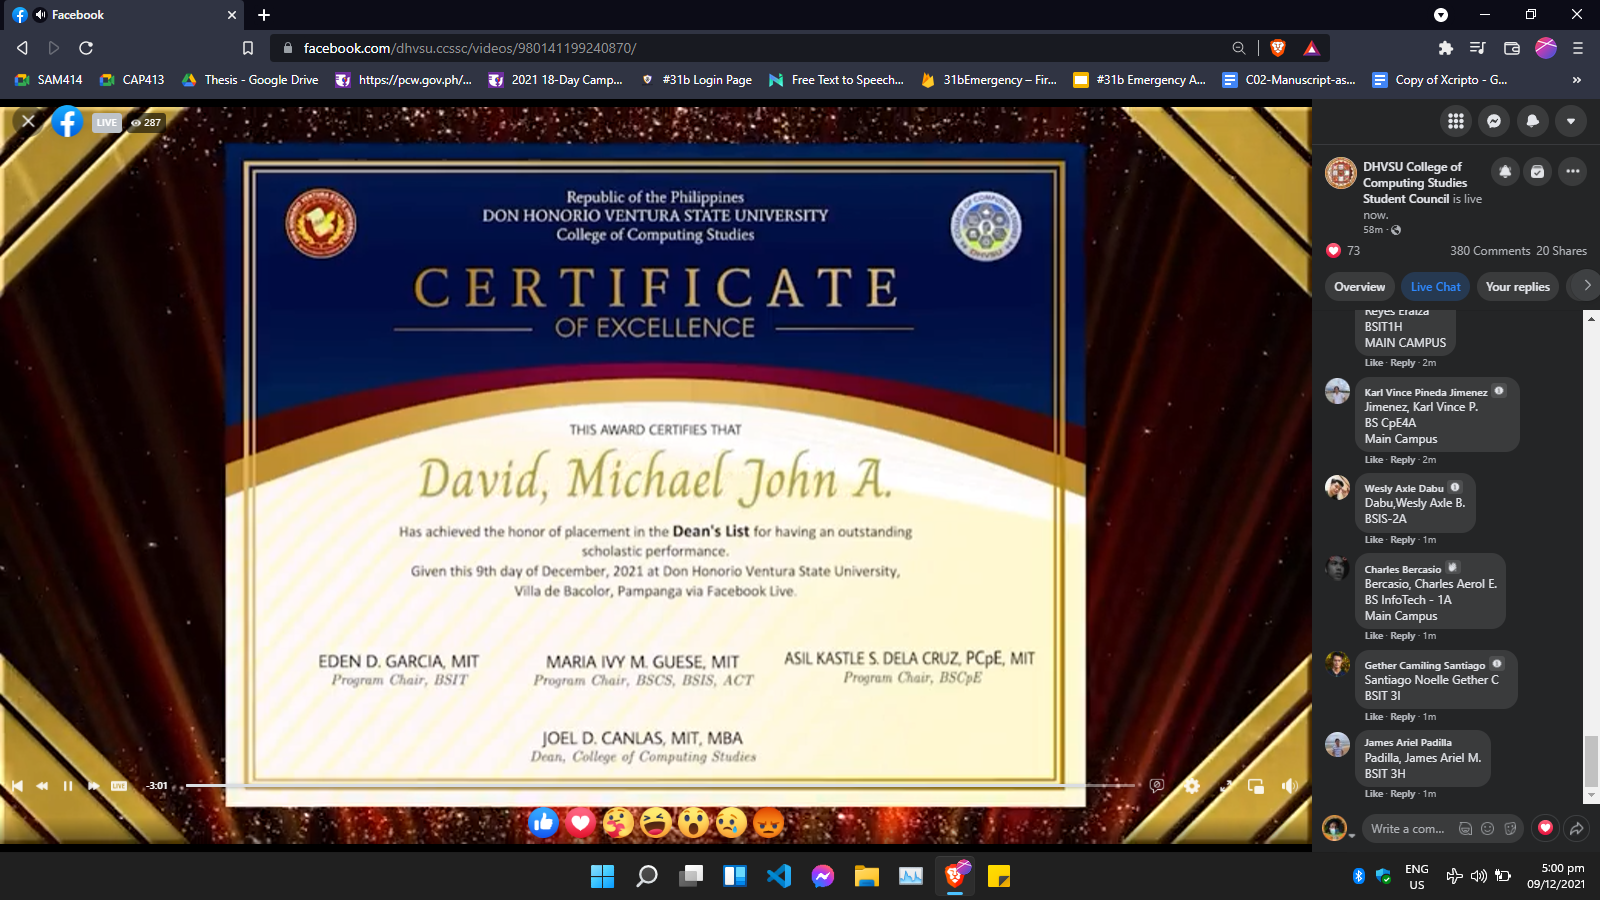 Facebook
facebook.com/dhvsu.ccssc/videos/980141199240870/
SAM414
CAP413
Thesis - Google Drive
https://pcw.gov.ph/...
2021 18-Day Camp...
#31b Login Page
Free Text to Speech...
31bEmergency – Fir...
#31b Emergency A...
C02-Manuscript-as...
Copy of Xcripto - G...
LIVE
287
Republic of the Philippines
DON HONORIO VENTURA STATE UNIVERSITY
College of Computing Studies
CERTIFICATE
OF EXCELLENCE
THIS AWARD CERTIFIES THAT
David, Michael John A.
Has achieved the honor of placement in the Dean's List for having an outstanding
scholastic performance.
Given this 9th day of December, 2021 at Don Honorio Ventura State University,
Villa de Bacolor, Pampanga via Facebook Live.
EDEN D. GARCIA, MIT
Program Chair, BSIT
MARIA IVY M. GUESE, MIT
Program Chair, BSCS, BSIS, ACT
ASIL KASTLE S. DELA CRUZ, PCpE, MIT
Program Chair, BSCpE
JOEL D. CANLAS, MIT, MBA
Dean, College of Computing Studies
LIVE
-3:01
DHVSU College of
Computing Studies
Student Council is live
now.
58m
73
380 Comments 20 Shares
Overview
Live Chat
Your replies
Reyes Eraiza
BSIT1H
MAIN CAMPUS
Like · Reply · 2m
Karl Vince Pineda Jimenez
Jimenez, Karl Vince P.
BS CpE4A
Main Campus
Like · Reply · 2m
Wesly Axle Dabu
Dabu,Wesly Axle B.
BSIS-2A
Like · Reply · 1m
Charles Bercasio
Bercasio, Charles Aerol E.
BS InfoTech - 1A
Main Campus
Like · Reply · 1m
Gether Camiling Santiago
Santiago Noelle Gether C
BSIT 3I
Like · Reply · 1m
James Ariel Padilla
Padilla, James Ariel M.
BSIT 3H
Like · Reply · 1m
Write a com...
ENG
US
5:00 pm
09/12/2021